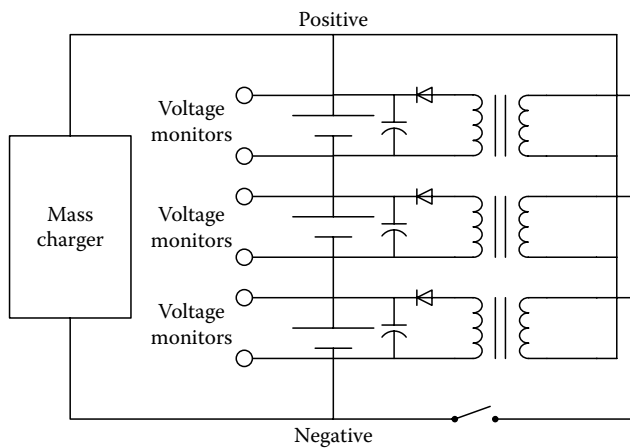 Positive
Voltage
monitors
Mass
charger
Voltage
monitors
Voltage
monitors
Negative